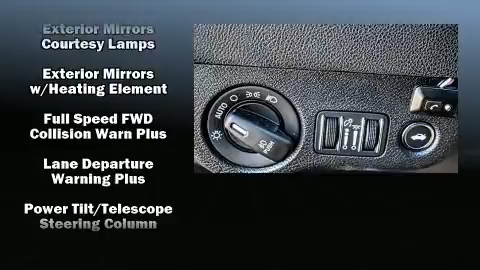 Exterior Mirrors
Courtesy Lamps
Exterior Mirrors
w/Heating Element
Full Speed FWD
Collision Warn Plus
Lane Departure
Warning Plus
Power Tilt/Telescope
Steering Column
AUTO
PUSH